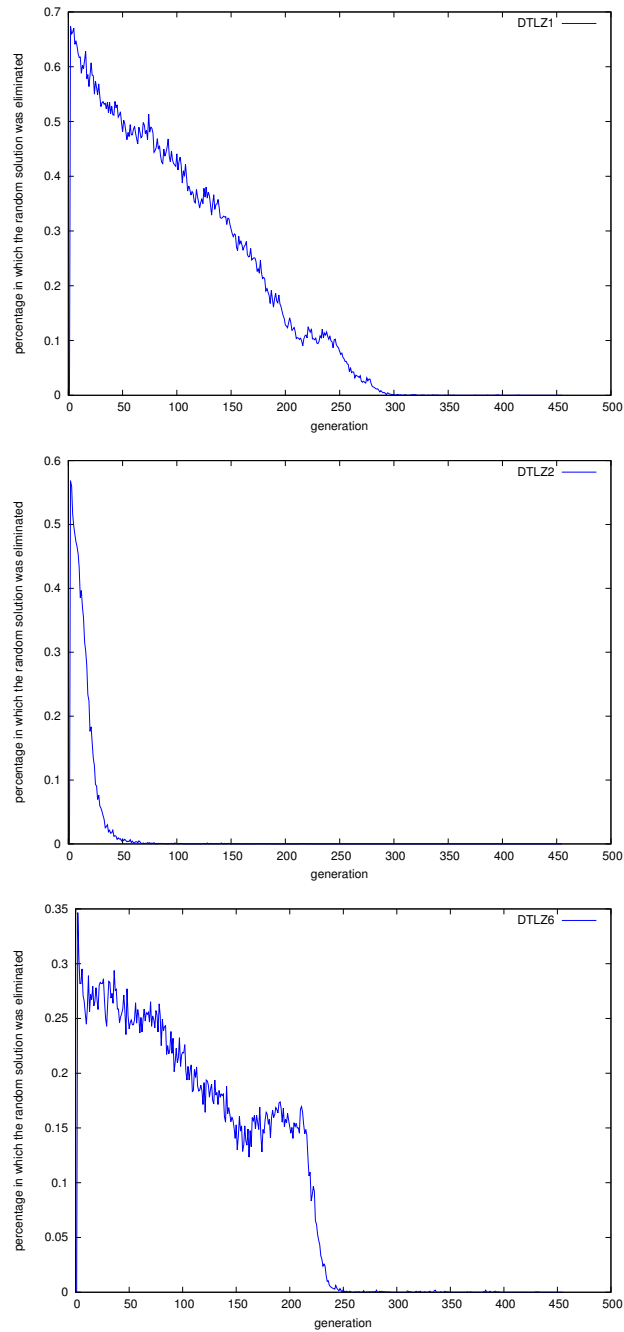 DTLZ1
percentage in which the random solution was eliminated
0.7
0.6
0.5
0.4
0.3
0.2
0.1
0
0 50 100 150 200 250 300 350 400 450 500
generation
DTLZ2
percentage in which the random solution was eliminated
0.6
0.5
0.4
0.3
0.2
0.1
0
0 50 100 150 200 250 300 350 400 450 500
generation
DTLZ6
percentage in which the random solution was eliminated
0.35
0.3
0.25
0.2
0.15
0.1
0.05
0
0 50 100 150 200 250 300 350 400 450 500
generation